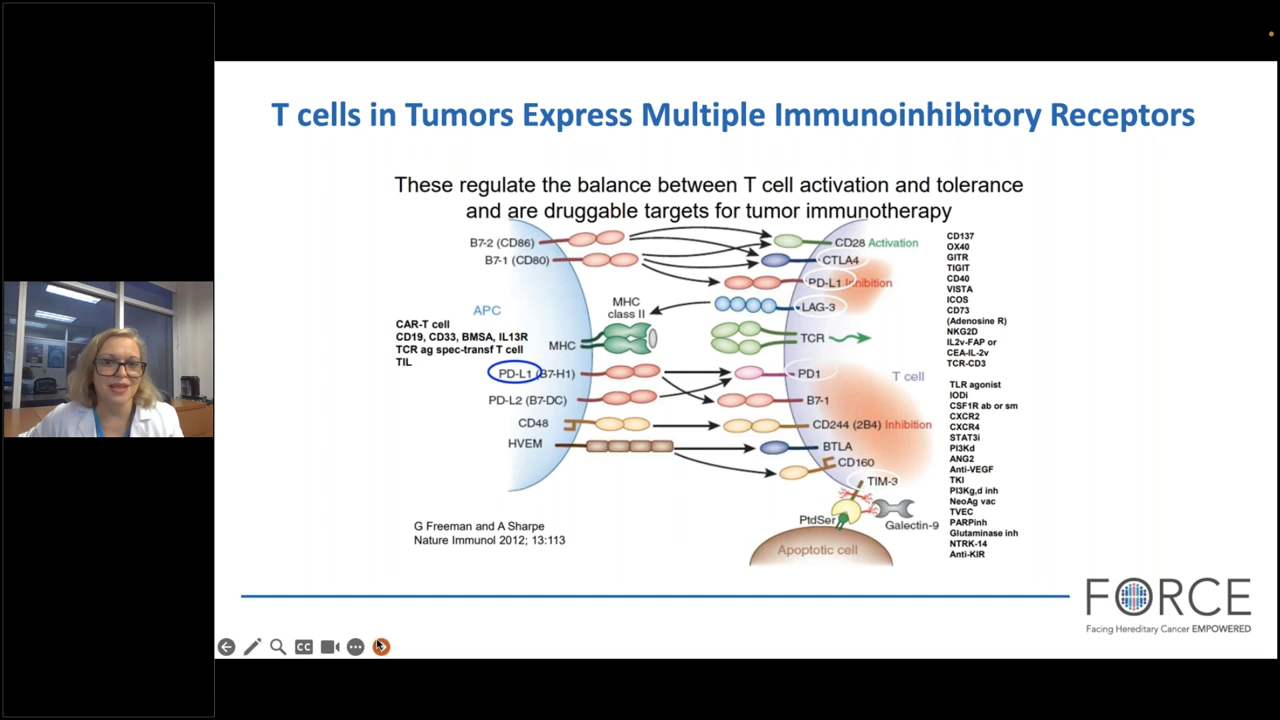 T cells in Tumors Express Multiple Immunoinhibitory Receptors
These regulate the balance between T cell activation and tolerance
and are druggable targets for tumor immunotherapy
B7-2 (CD86)
B7-1 (CD80)
APC
CAR-T cell
CD19, CD33, BMSA, IL13R
TCR ag spec-transf T cell
TIL
MHC
class II
MHC
PD-L1 (B7-H1)
PD-L2 (B7-DC)
CD48
HVEM
CD28 Activation
CTLA4
PD-L1 Inhibition
LAG-3
TCR
PD1
T cell
B7-1
CD244 (2B4) Inhibition
BTLA
CD160
TIM-3
PtdSer
Galectin-9
Apoptotic cell
CD137
OX40
GITR
TIGIT
CD40
VISTA
ICOS
CD73
(Adenosine R)
NKG2D
IL2v-FAP or
CEA-IL-2v
TCR-CD3
TLR agonist
IODi
CSF1R ab or sm
CXCR2
CXCR4
STAT3i
PI3Kd
ANG2
Anti-VEGF
TKI
PI3Kg,d inh
NeoAg vac
TVEC
PARPinh
Glutaminase inh
NTRK-14
Anti-KIR
G Freeman and A Sharpe
Nature Immunol 2012; 13:113
FORCE
Facing Hereditary Cancer EMPOWERED
CC